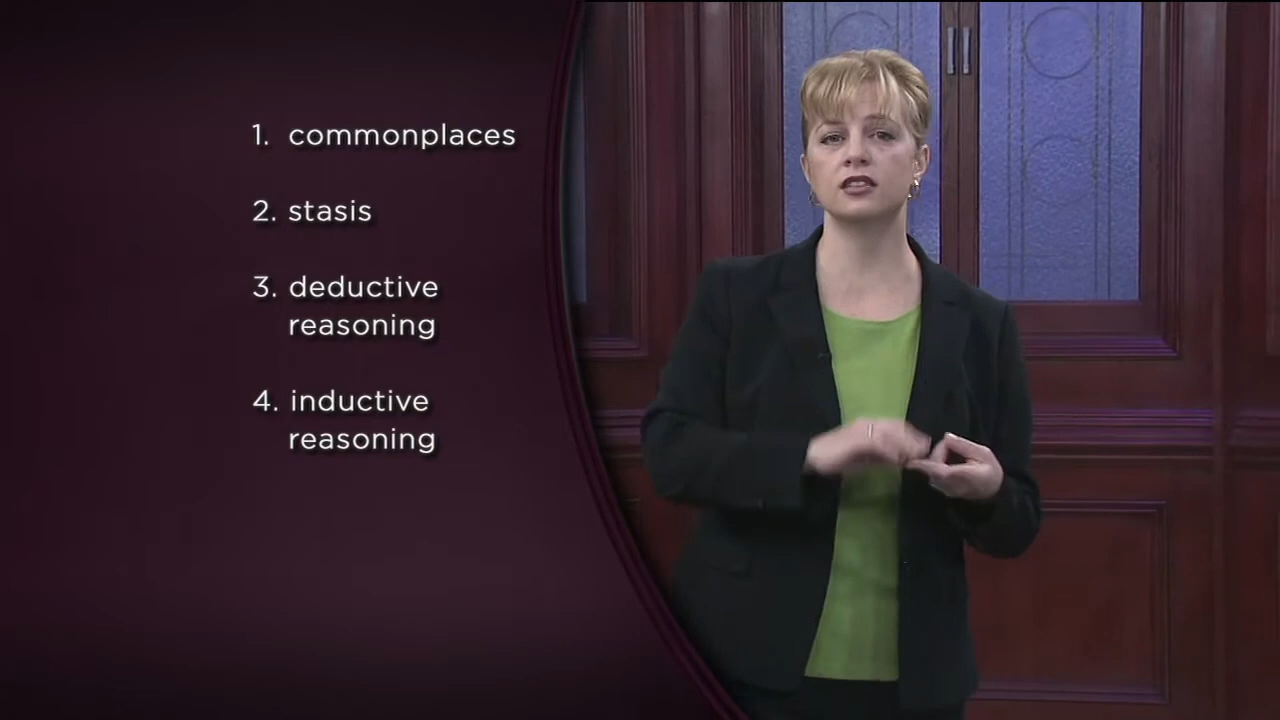 1. commonplaces
2. stasis
3. deductive
reasoning
4. inductive
reasoning